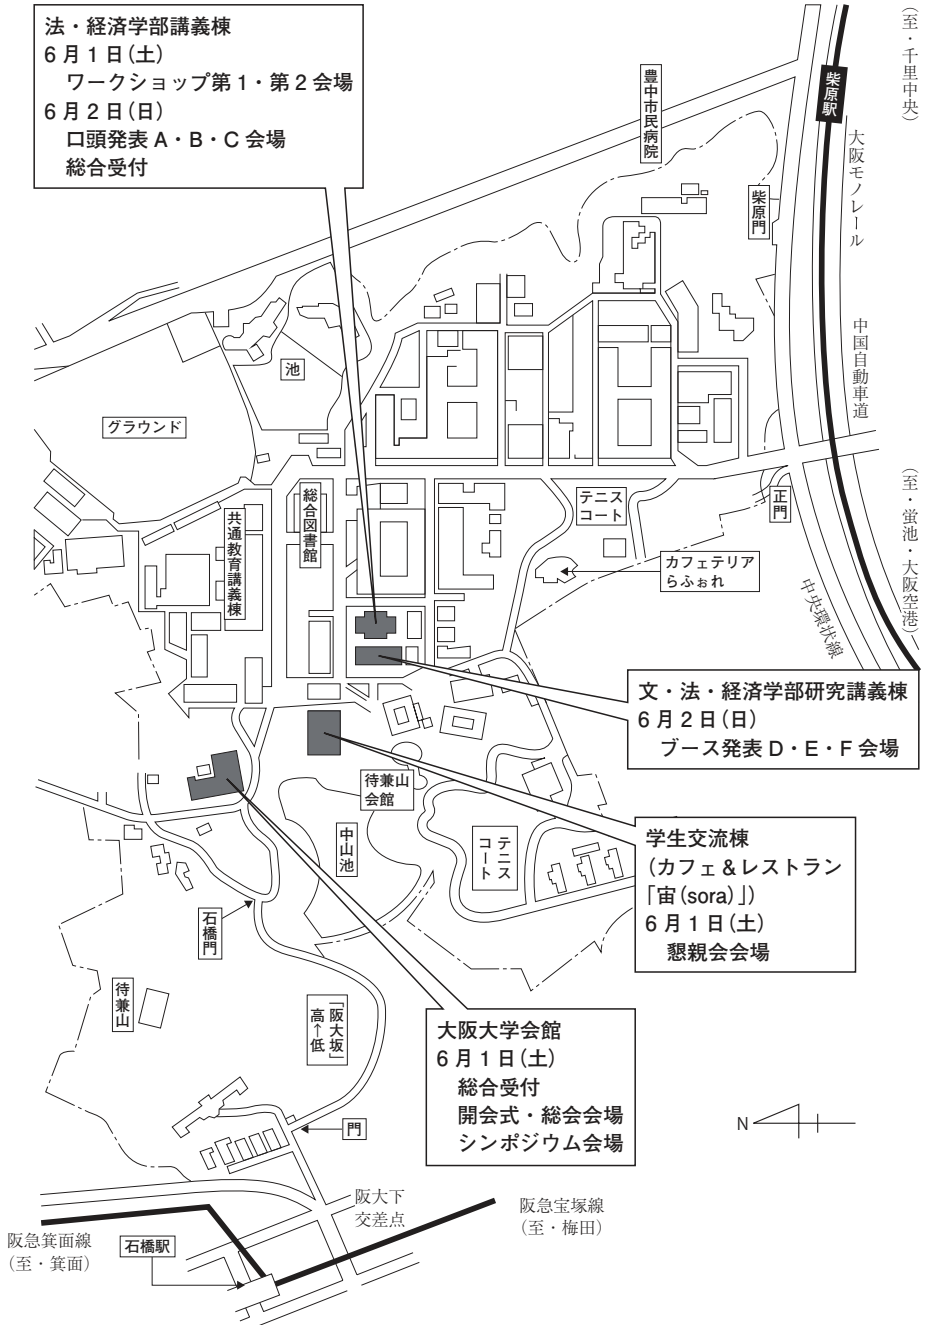 法・経済学部講義棟
6月1日(土)
ワークショップ第1・第2会場
6月2日(日)
口頭発表A・B・C会場
総合受付
豊中市民病院
(至・千里中央)
柴原駅
大阪モノレール
柴原門
中国自動車道
池
グラウンド
(至・蛍池・大阪空港)
総合図書館
共通教育講義棟
テニス
コート
正門
カフェテリア
らふぉれ
中央環状線
文・法・経済学部研究講義棟
6月2日(日)
ブース発表D・E・F会場
待兼山
会館
中山池
テニス
コート
学生交流棟
(カフェ&レストラン
「宙(sora)」)
6月1日(土)
懇親会会場
石橋門
待兼山
「阪大坂」
高↑低
大阪大学会館
6月1日(土)
総合受付
開会式・総会会場
シンポジウム会場
門
N
阪大下
交差点
阪急宝塚線
(至・梅田)
阪急箕面線
(至・箕面)
石橋駅